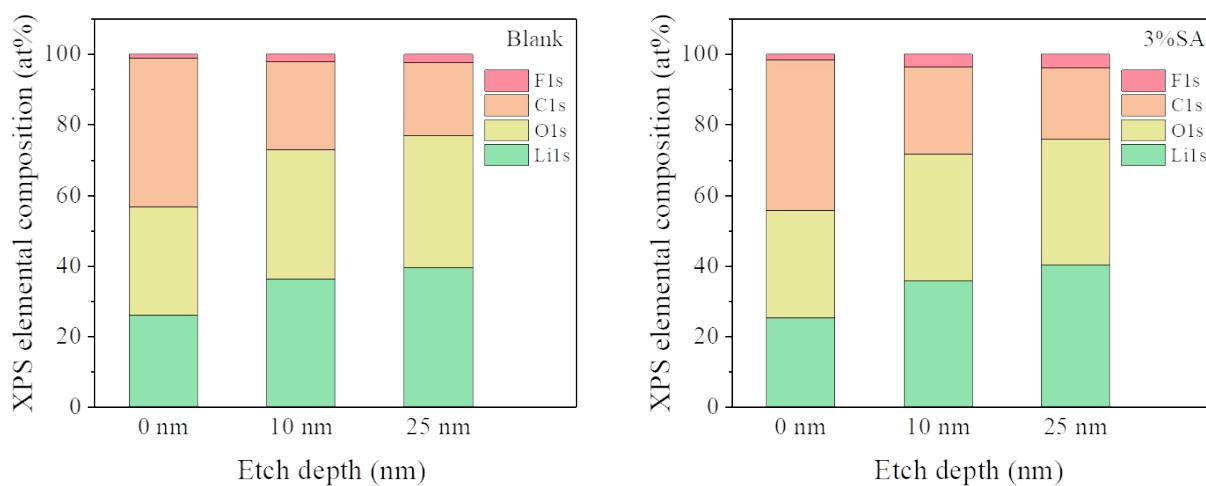 XPS elemental composition (at%)
100
80
60
40
20
0
Blank
F1s
C1s
O1s
Li1s
0 nm
10 nm
25 nm
Etch depth (nm)
XPS elemental composition (at%)
100
80
60
40
20
0
3%SA
F1s
C1s
O1s
Li1s
0 nm
10 nm
25 nm
Etch depth (nm)